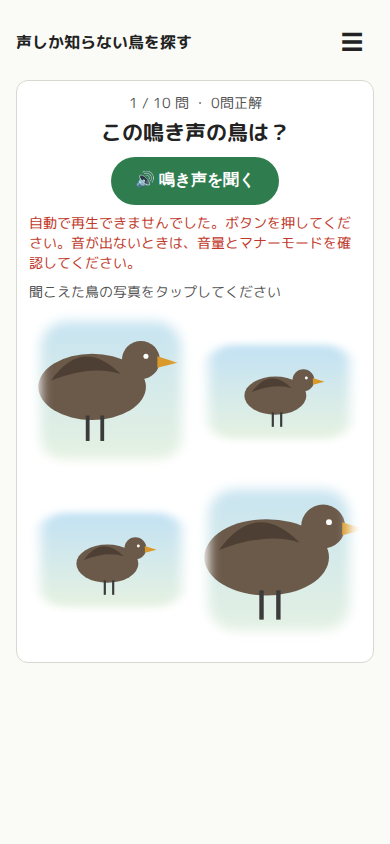 声しか知らない鳥を探す
1 / 10 問 · 0問正解
この鳴き声の鳥は？
🔊 鳴き声を聞く
自動で再生できませんでした。ボタンを押してくだ
さい。音が出ないときは、音量とマナーモードを確
認してください。
聞こえた鳥の写真をタップしてください